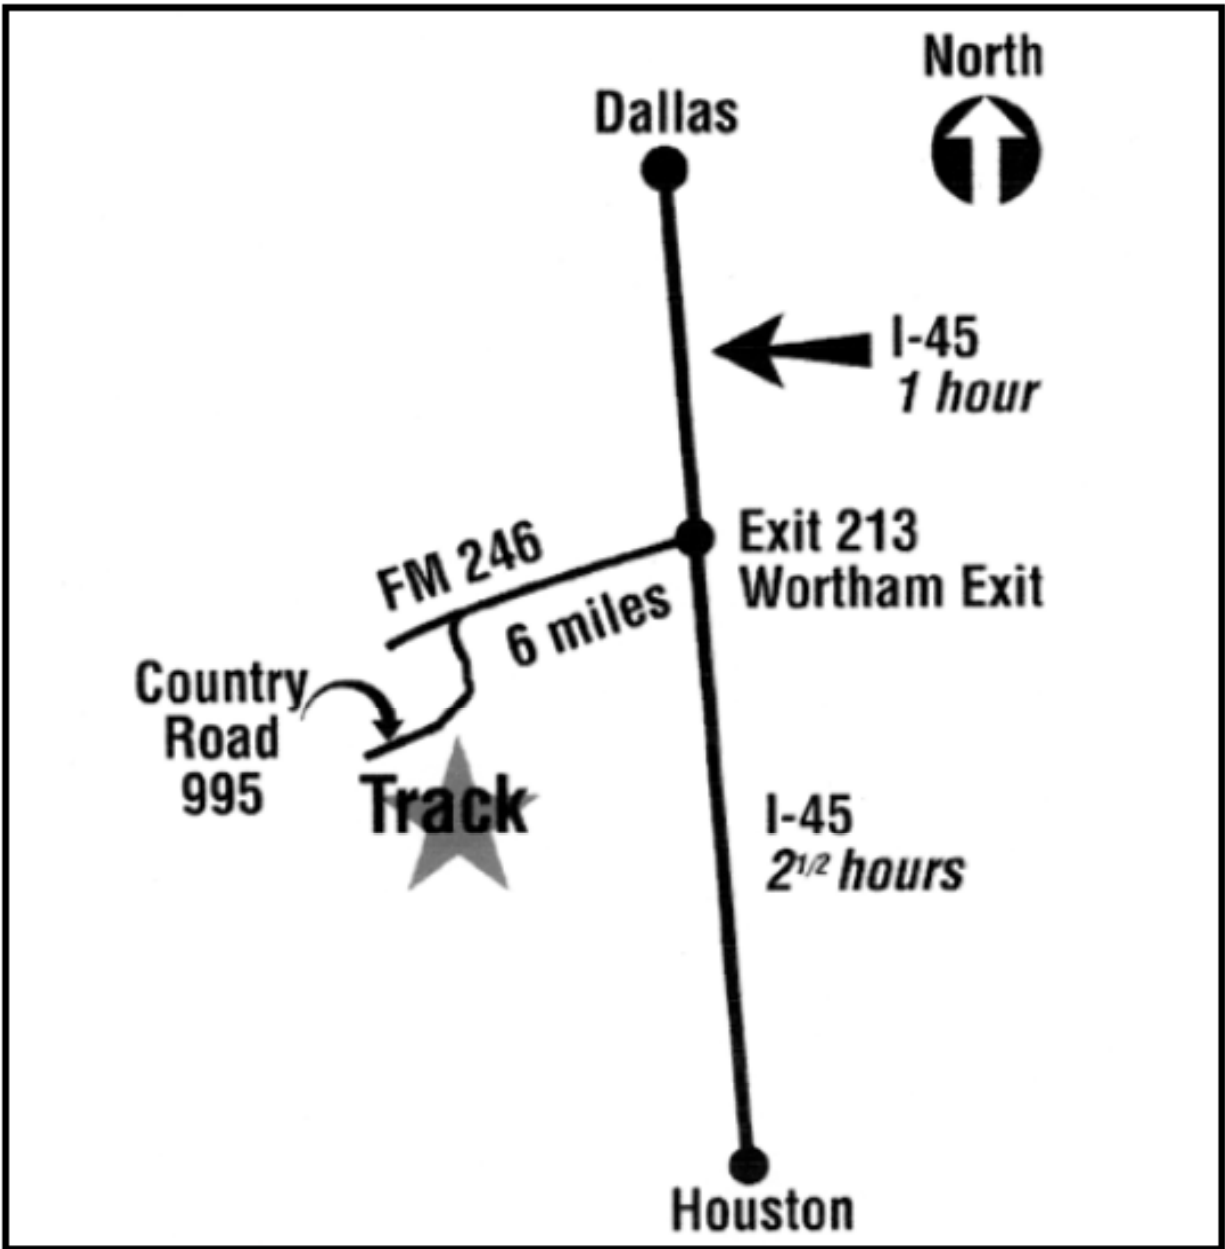 North
Dallas
I-45
1 hour
Exit 213
Wortham Exit
FM 246
6 miles
Country
Road
995
Track
I-45
2 1/2 hours
Houston